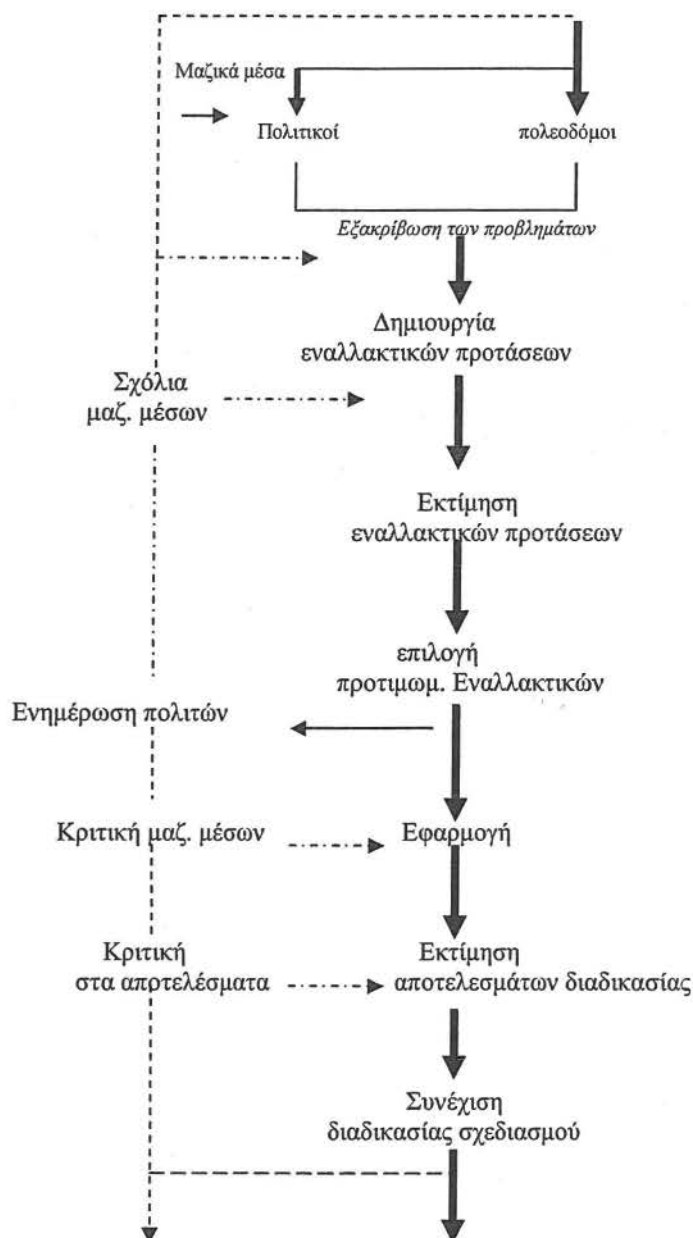 Μαζικά μέσα
Πολιτικοί πολεοδόμοι
Εξακρίβωση των προβλημάτων
Δημιουργία
εναλλακτικών προτάσεων
Σχόλια
μαζ. μέσων
Εκτίμηση
εναλλακτικών προτάσεων
επιλογή
προτιμωμ. Εναλλακτικών
Ενημέρωση πολιτών
Κριτική μαζ. μέσων
Εφαρμογή
Κριτική
στα αποτελέσματα
Εκτίμηση
αποτελεσμάτων διαδικασίας
Συνέχιση
διαδικασίας σχεδιασμού